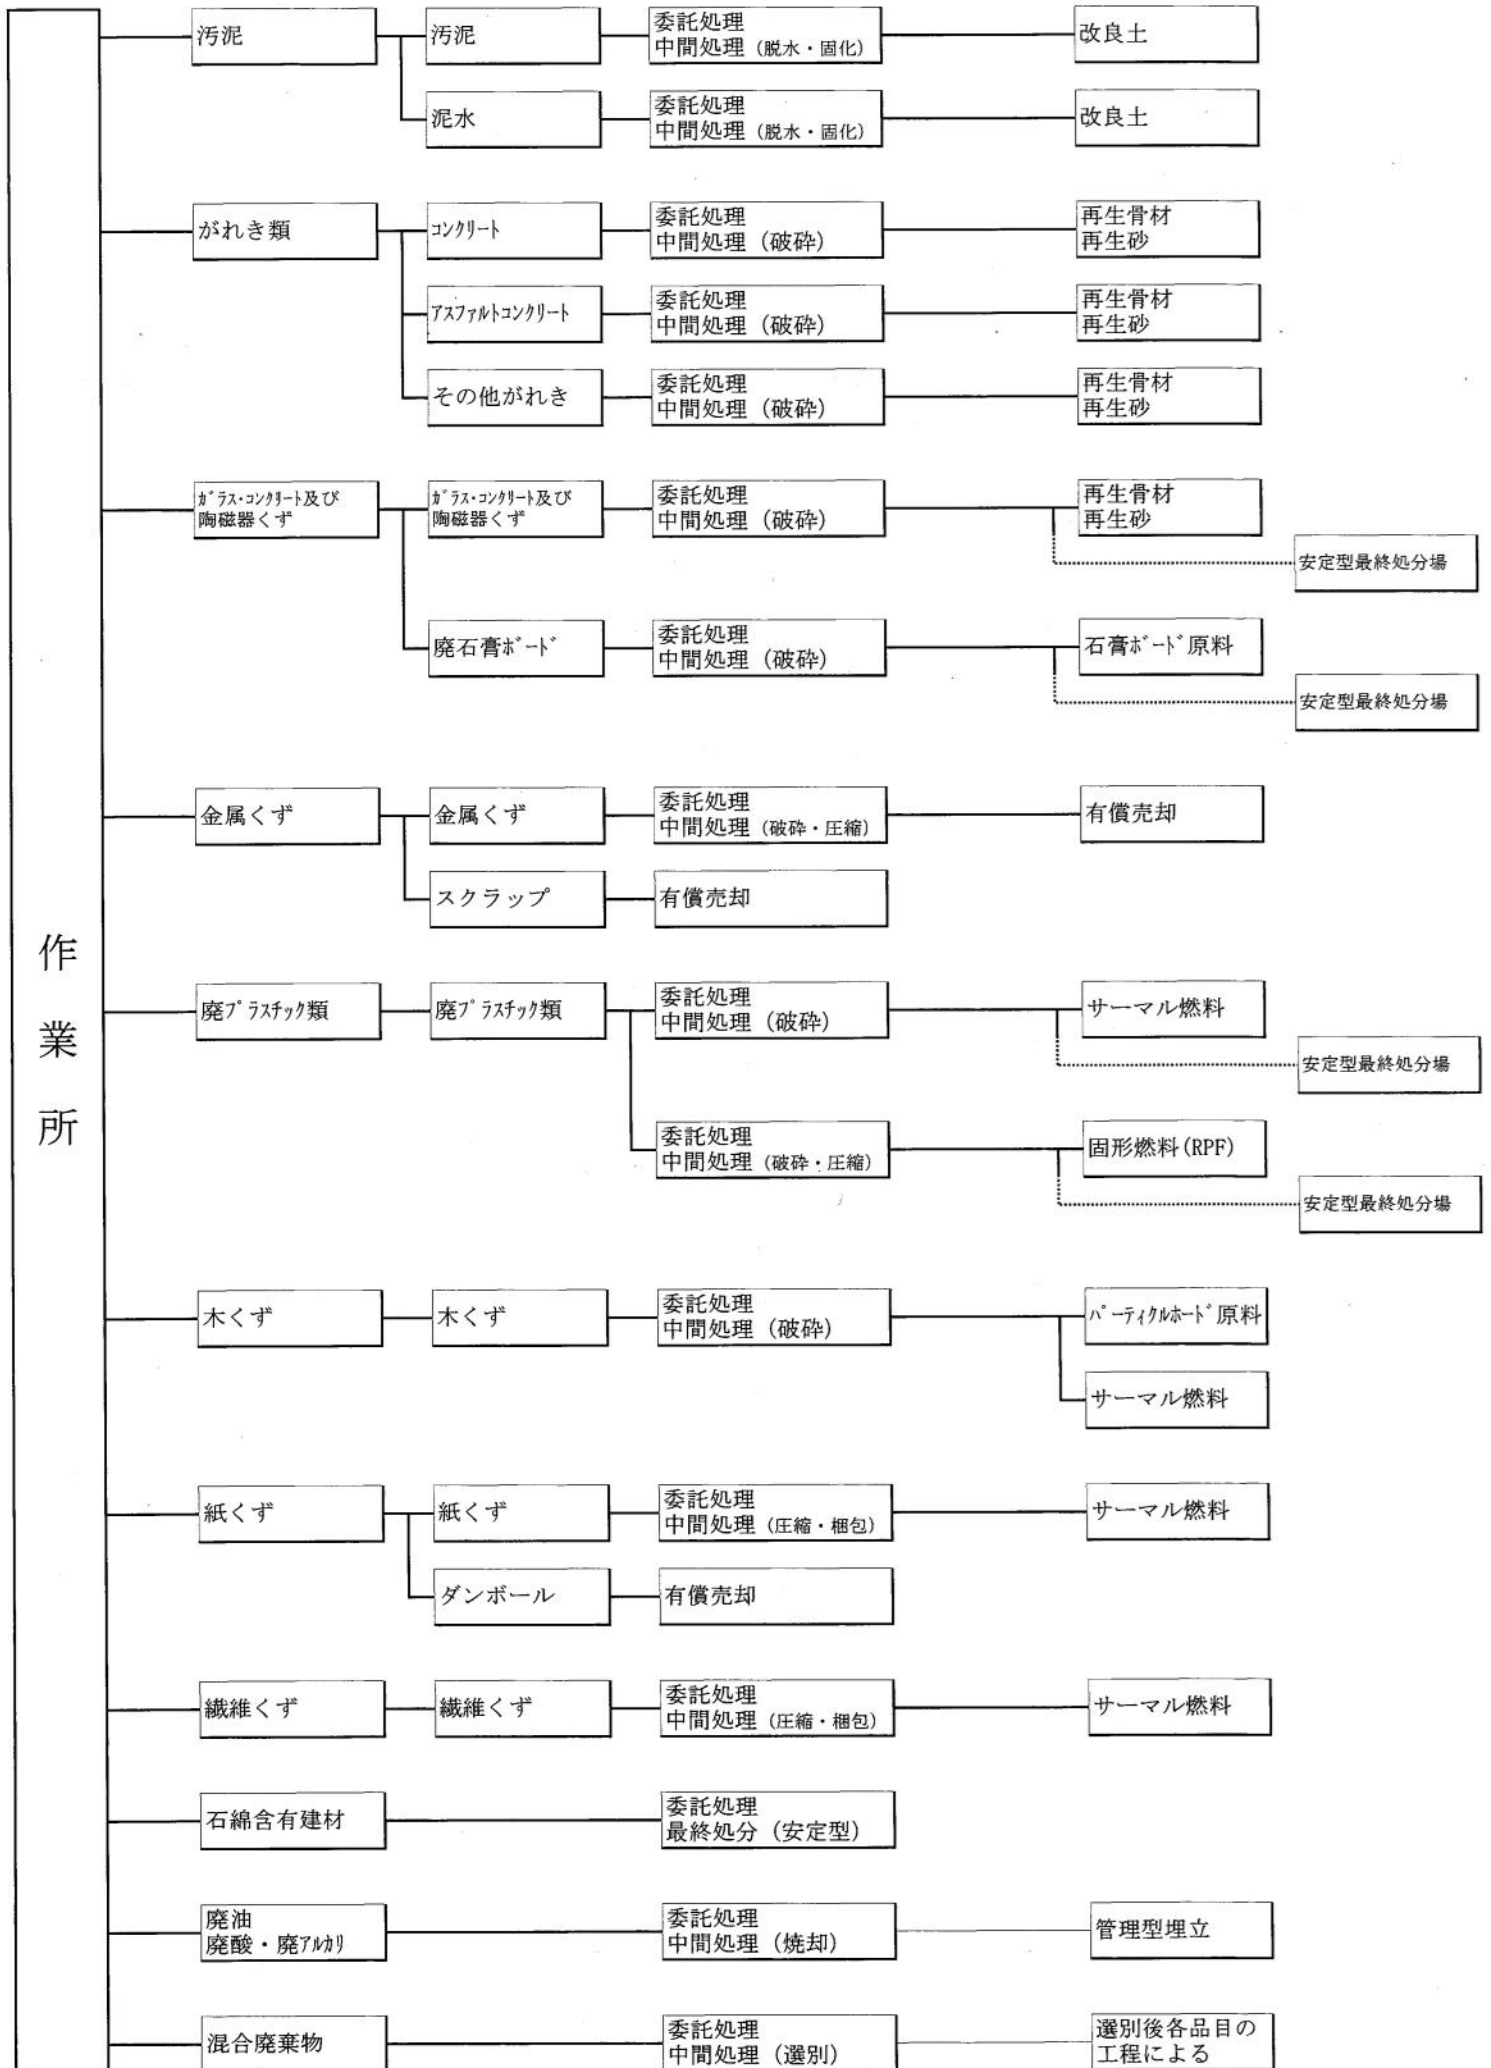 作業所
汚泥
汚泥
委託処理
中間処理（脱水・固化）
改良土
泥水
委託処理
中間処理（脱水・固化）
改良土
がれき類
ｺﾝｸﾘｰﾄ
委託処理
中間処理（破砕）
再生骨材
再生砂
ｱｽﾌｧﾙﾄｺﾝｸﾘｰﾄ
委託処理
中間処理（破砕）
再生骨材
再生砂
その他がれき
委託処理
中間処理（破砕）
再生骨材
再生砂
ｶﾞﾗｽ･ｺﾝｸﾘｰﾄ及び
陶磁器くず
ｶﾞﾗｽ･ｺﾝｸﾘｰﾄ及び
陶磁器くず
委託処理
中間処理（破砕）
再生骨材
再生砂
安定型最終処分場
廃石膏ﾎﾞｰﾄﾞ
委託処理
中間処理（破砕）
石膏ﾎﾞｰﾄﾞ原料
安定型最終処分場
金属くず
金属くず
委託処理
中間処理（破砕・圧縮）
有償売却
スクラップ
有償売却
廃ﾌﾟﾗｽﾁｯｸ類
廃ﾌﾟﾗｽﾁｯｸ類
委託処理
中間処理（破砕）
サーマル燃料
安定型最終処分場
委託処理
中間処理（破砕・圧縮）
固形燃料(RPF)
安定型最終処分場
木くず
木くず
委託処理
中間処理（破砕）
ﾊﾟｰﾃｨｸﾙﾎﾞｰﾄﾞ原料
サーマル燃料
紙くず
紙くず
委託処理
中間処理（圧縮・梱包）
サーマル燃料
ダンボール
有償売却
繊維くず
繊維くず
委託処理
中間処理（圧縮・梱包）
サーマル燃料
石綿含有建材
委託処理
最終処分（安定型）
廃油
廃酸・廃ｱﾙｶﾘ
委託処理
中間処理（焼却）
管理型埋立
混合廃棄物
委託処理
中間処理（選別）
選別後各品目の
工程による